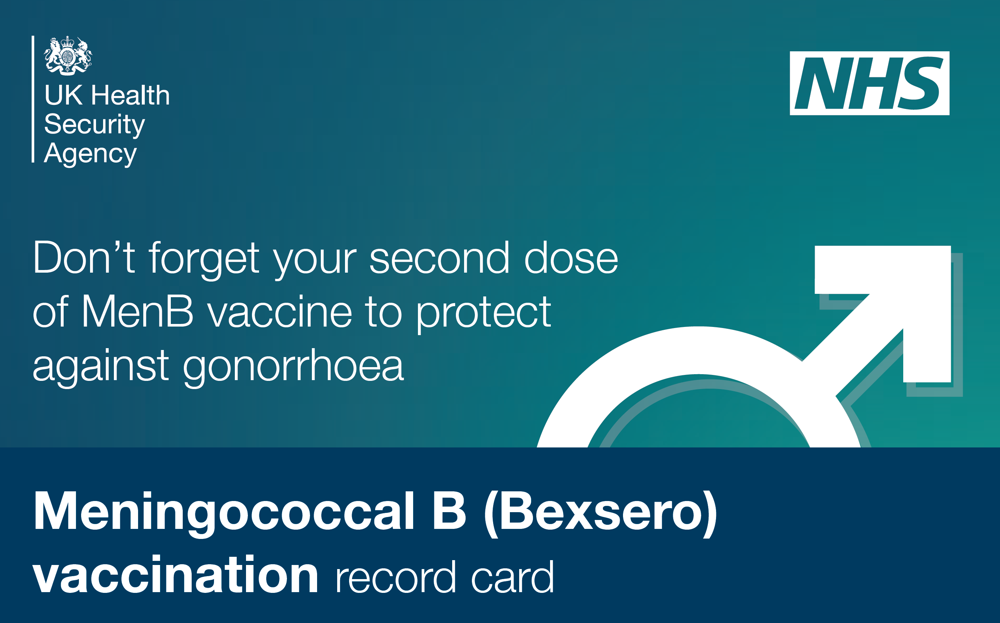 UK Health
Security
Agency
NHS
Don’t forget your second dose
of MenB vaccine to protect
against gonorrhoea
Meningococcal B (Bexsero)
vaccination record card